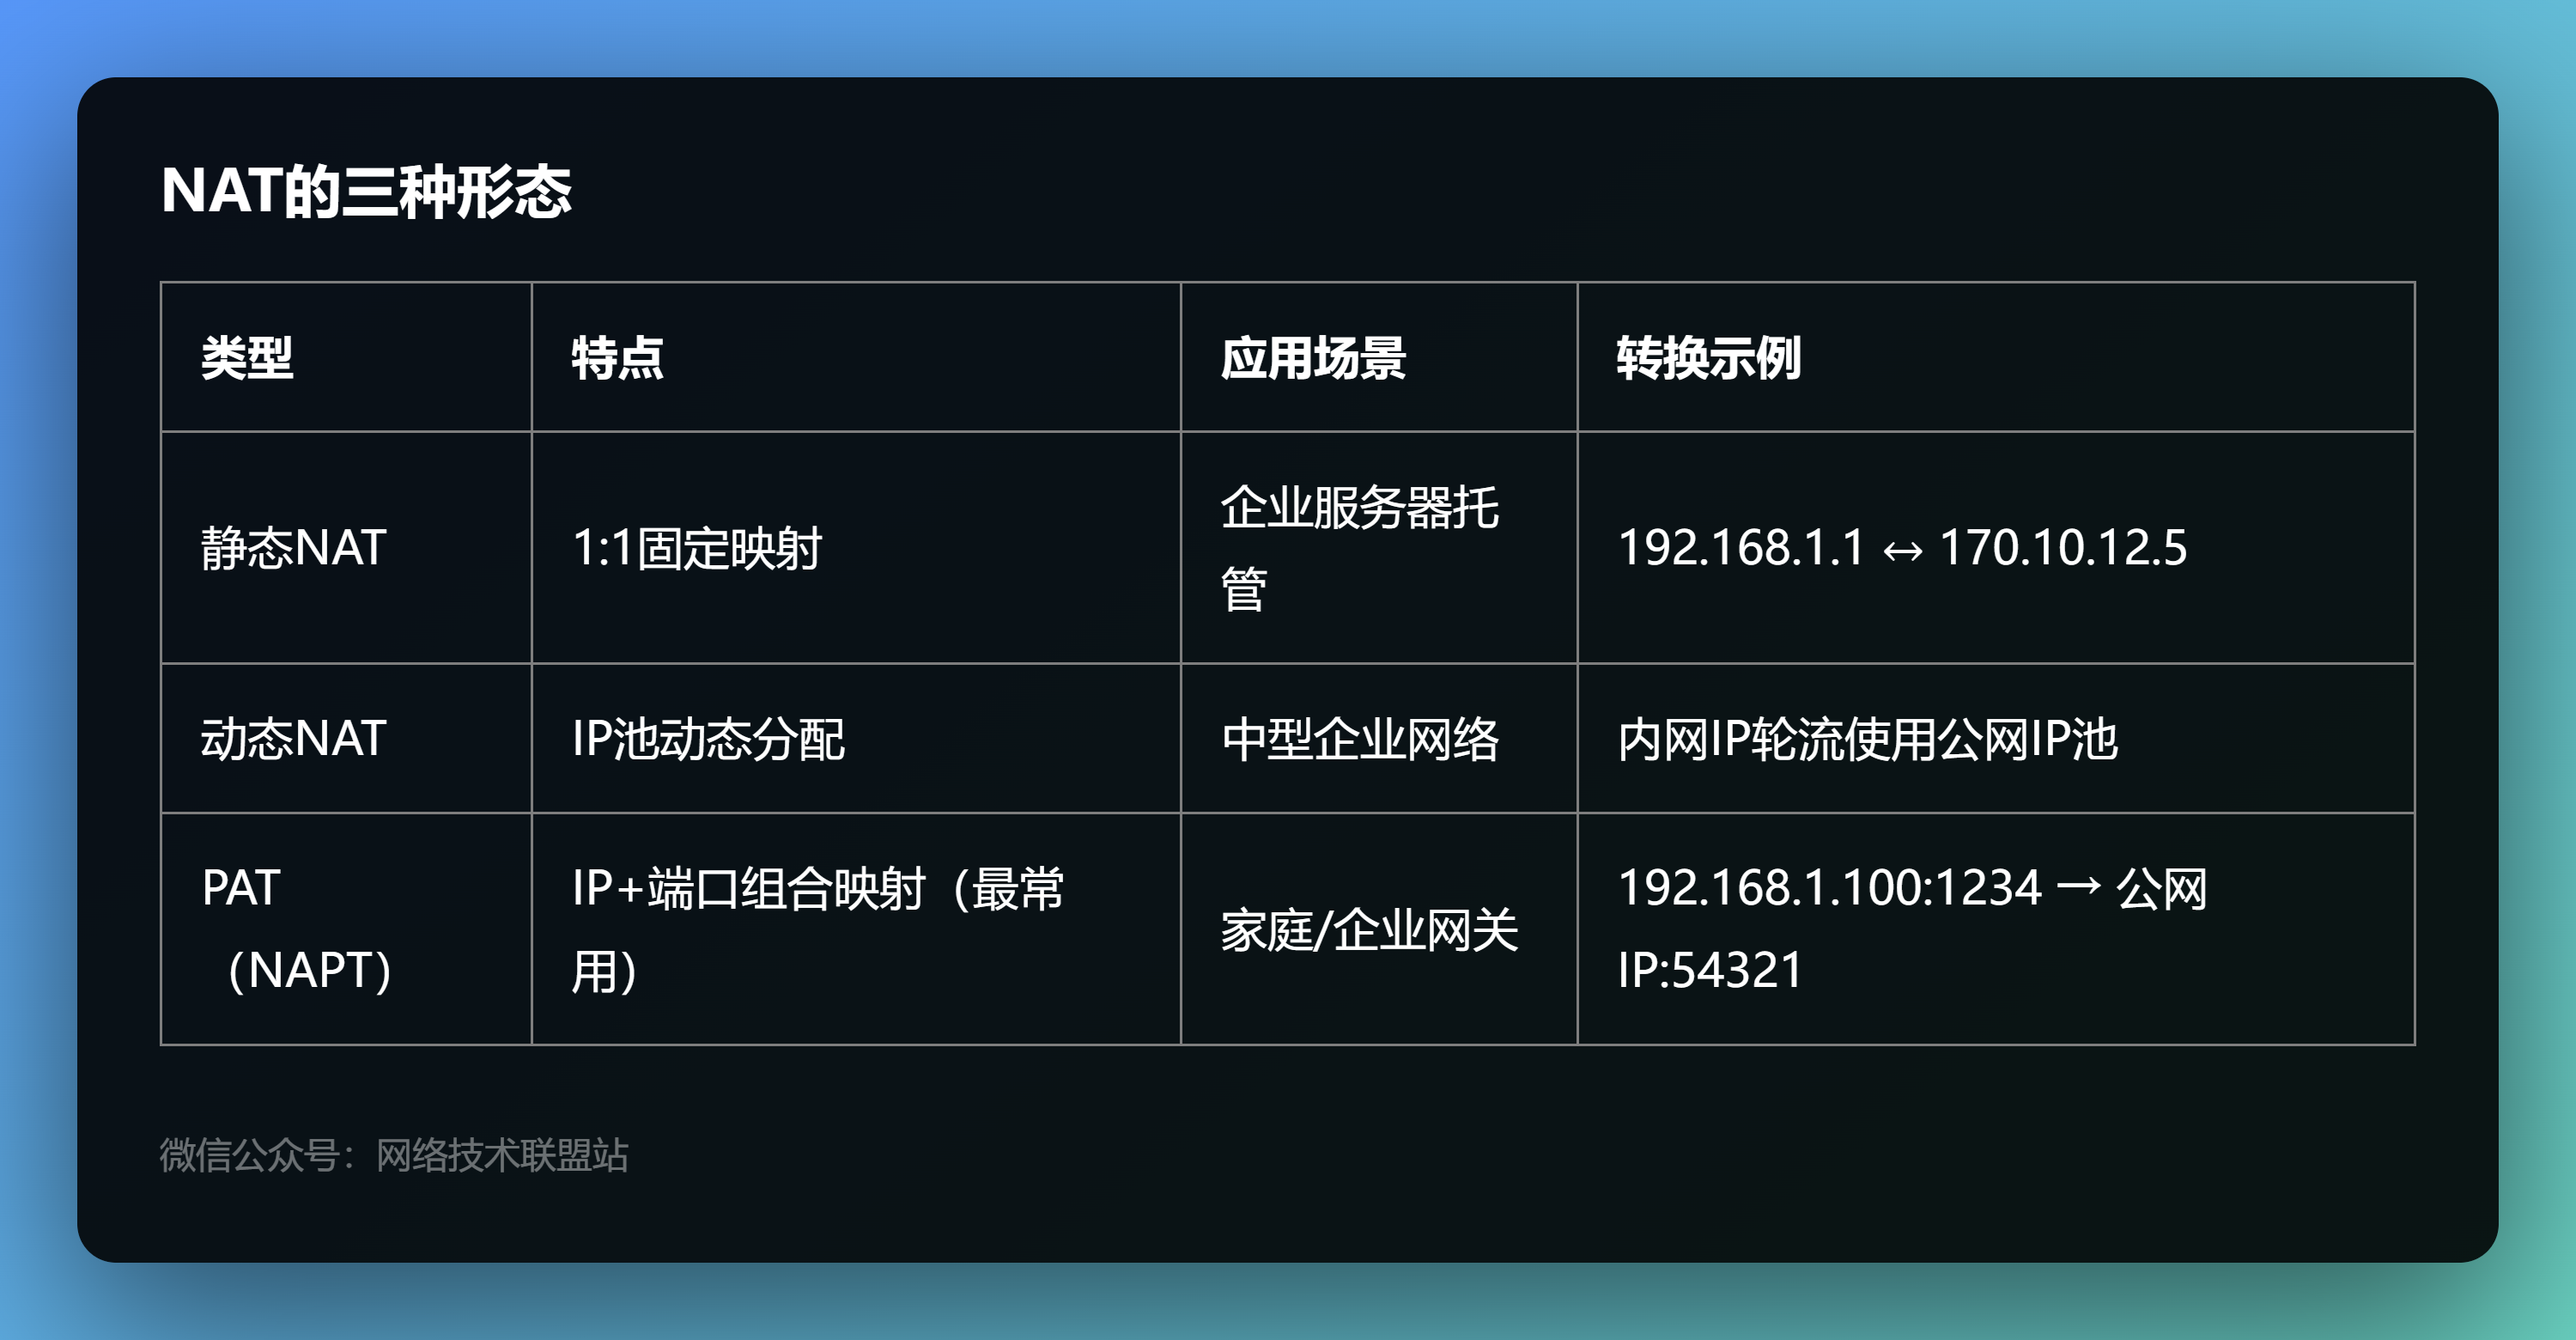 NAT的三种形态
类型 特点 应用场景 转换示例
静态NAT 1:1固定映射 企业服务器托
管 192.168.1.1 ↔ 170.10.12.5
动态NAT IP池动态分配 中型企业网络 内网IP轮流使用公网IP池
PAT
（NAPT） IP+端口组合映射（最常
用） 家庭/企业网关 192.168.1.100:1234 → 公网
IP:54321
微信公众号：网络技术联盟站